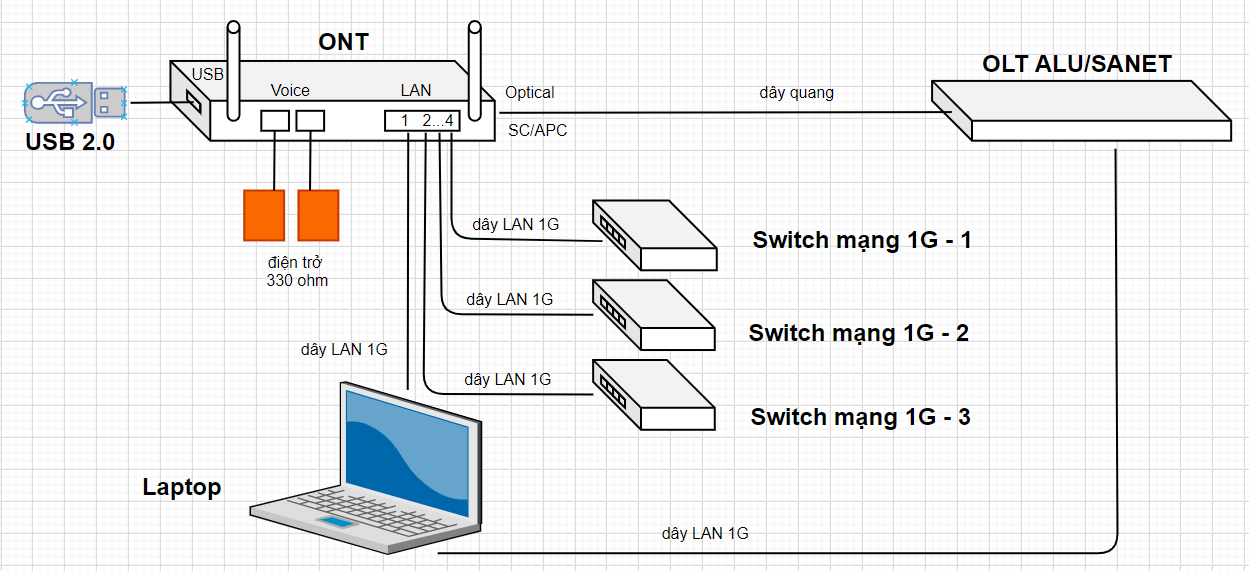 ONT
OLT ALU/SANET
USB
Voice
LAN
Optical
dây quang
1
2...4
SC/APC
USB 2.0
dây LAN 1G
Switch mạng 1G - 1
điện trở
330 ohm
dây LAN 1G
Switch mạng 1G - 2
dây LAN 1G
dây LAN 1G
Switch mạng 1G - 3
Laptop
dây LAN 1G